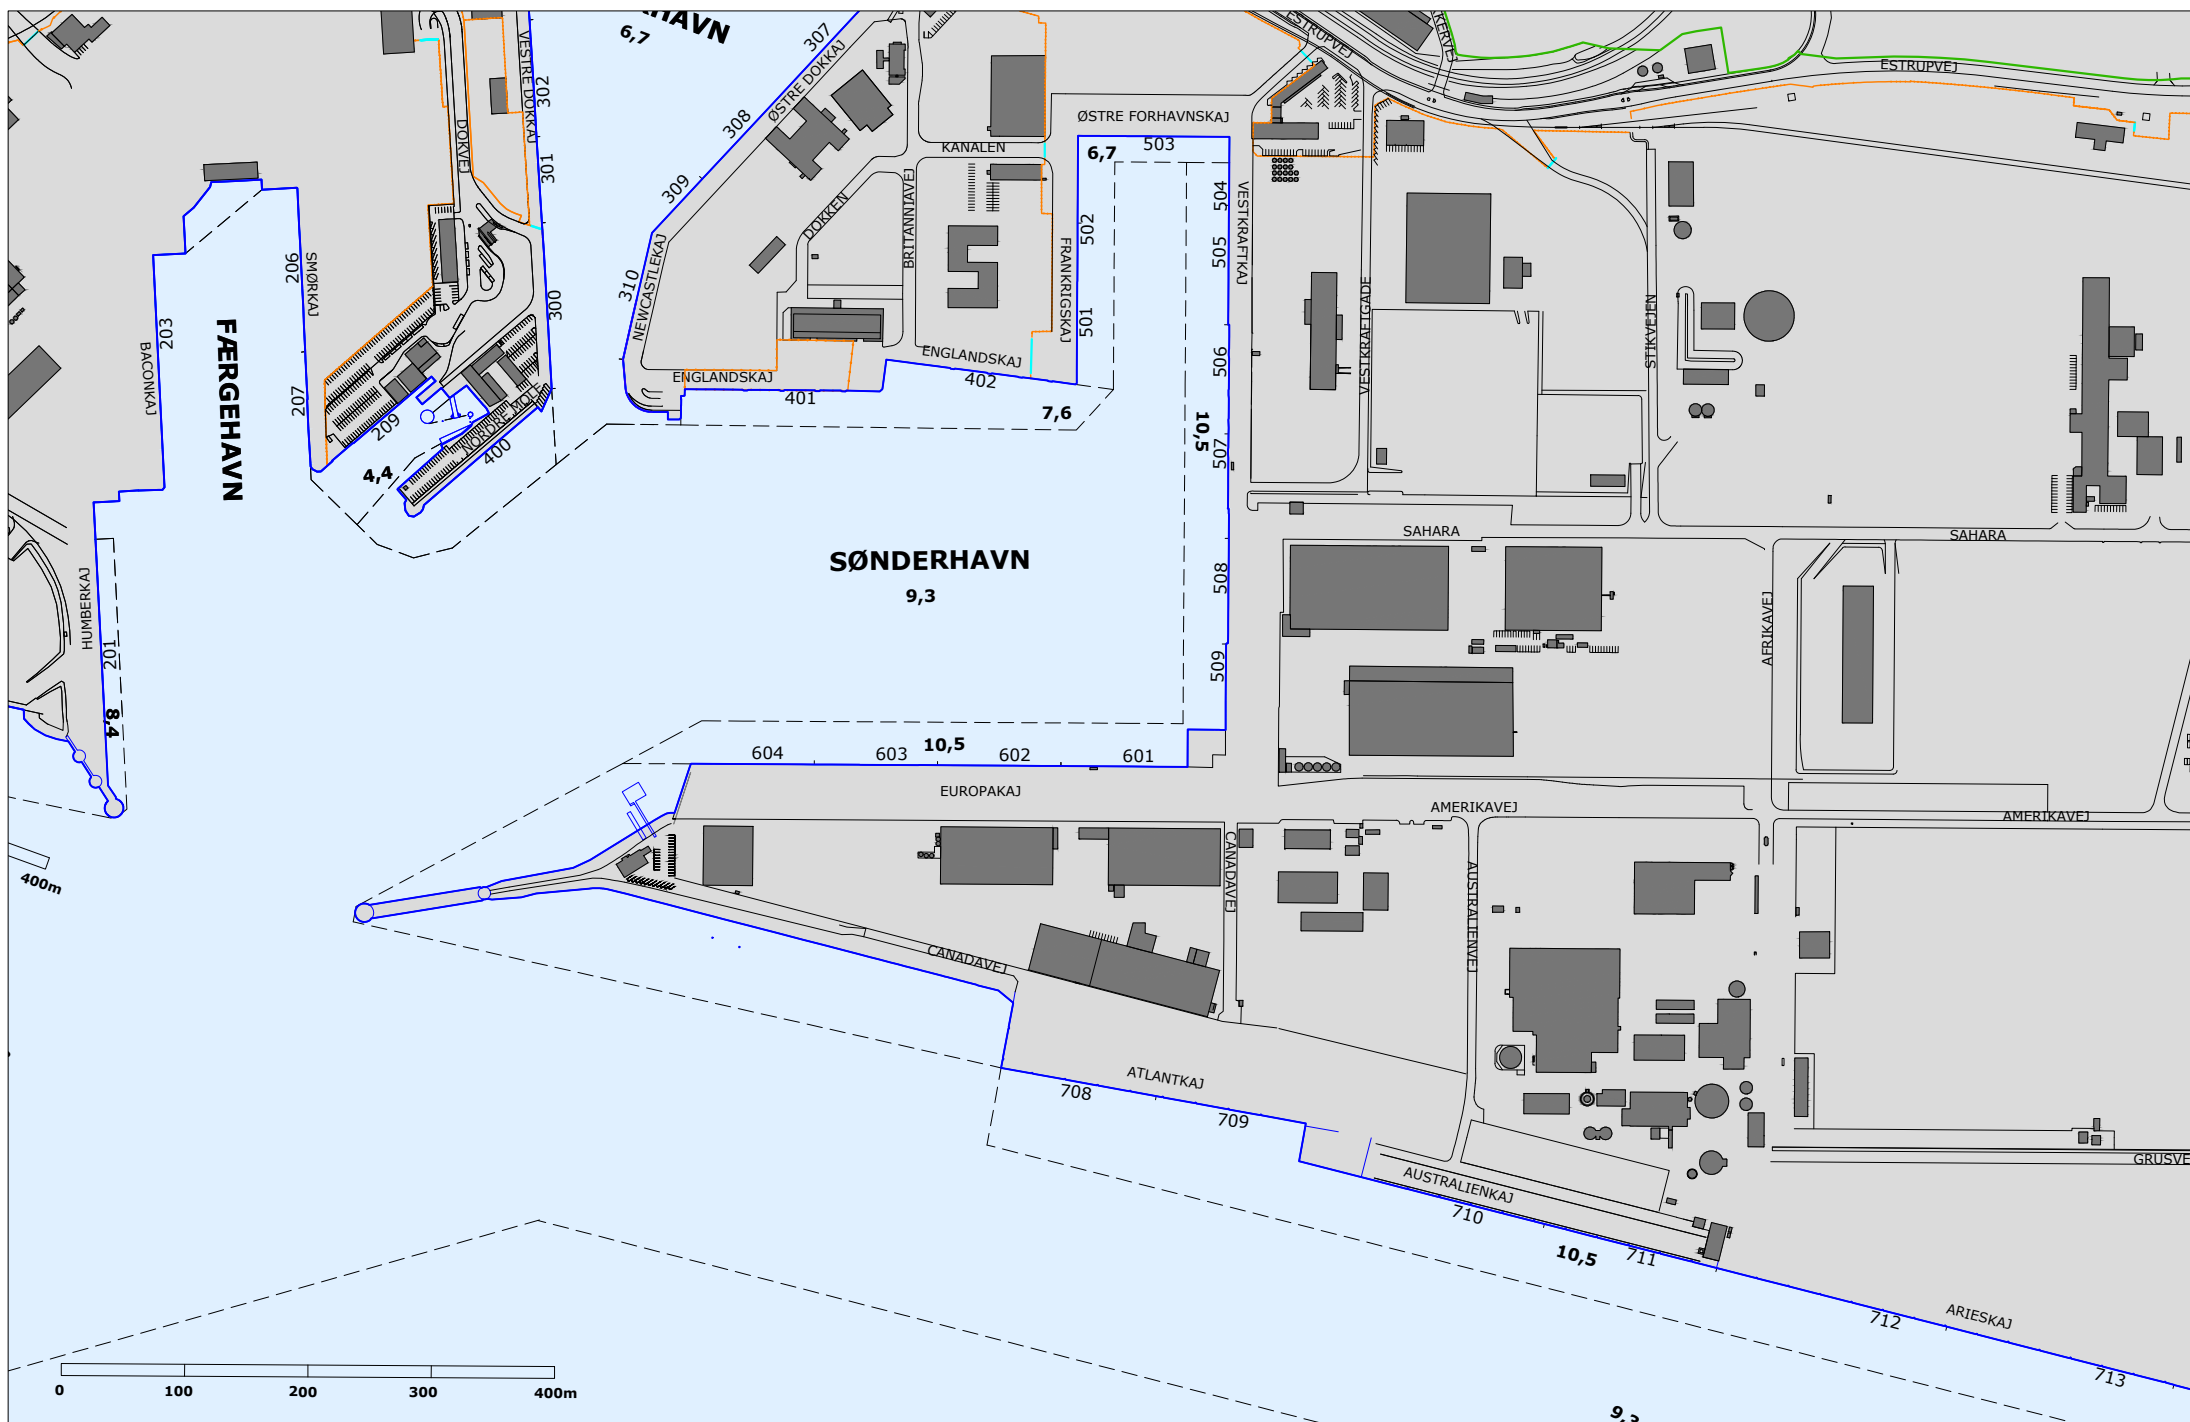 6,7
307
ØSTRE DOKKAJ
308
309
310
NEWCASTLEKAJ
VESTRE DOKKAJ
302
301
300
DOKVEJ
ESTRUPVEJ
ESTRUPVEJ
ØSTRE FORHAVNSKAJ
503
6,7
KANALEN
DOKKEN
BRITANNIAVEJ
502
FRANKRIGSKAJ
501
504
VESTKRAFTKAJ
505
506
507
10,5
508
509
VESTKRAFTGADE
STIKVEJEN
206
SMØRKAJ
207
FÆRGEHAVN
203
BACONKAJ
209
NORDRE MOLE
400
4,4
ENGLANDSKAJ
401
ENGLANDSKAJ
402
7,6
SØNDERHAVN
9,3
SAHARA
SAHARA
AFRIKAVEJ
HUMBERKAJ
201
8,4
400m
604
603
10,5
602
601
EUROPAKAJ
AMERIKAVEJ
AMERIKAVEJ
CANADAVEJ
CANADAVEJ
AUSTRALIENVEJ
ATLANTKAJ
708
709
GRUSVE
AUSTRALIENKAJ
710
10,5
711
712
ARIESKAJ
713
9,3
0 100 200 300 400m